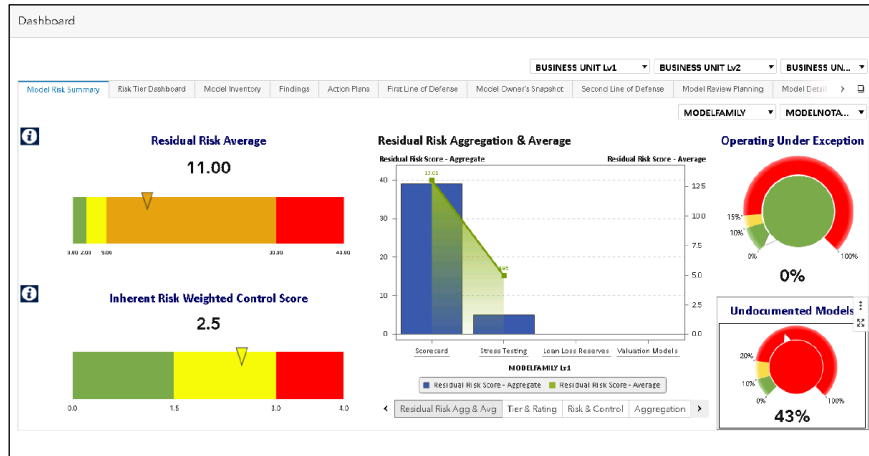 Dashboard
BUSINESS UNIT Lv1 BUSINESS UNIT Lv2 BUSINESS UN...
Model Risk Summary Risk Tier Dashboard Model Inventory Findings Action Plans First Line of Defense Model Owner's Snapshot Second Line of Defense Model Review Planning Model Detail
MODELFAMILY MODELNOTA...
Residual Risk Average
11.00
0.00 2.00 5.00 30.00 40.00
Inherent Risk Weighted Control Score
2.5
0.0 1.5 3.0 4.0
Residual Risk Aggregation & Average
Residual Risk Score - Aggregate Residual Risk Score - Average
40
30
20
10
0
12.5
10.0
7.5
5.0
2.5
0.0
Scorecard Stress Testing Loan Loss Reserves Valuation Models
MODELFAMILY Lv1
Residual Risk Score - Aggregate Residual Risk Score - Average
Residual Risk Agg & Avg Tier & Rating Risk & Control Aggregation
Operating Under Exception
15%
10%
0% 100%
0%
Undocumented Models
20%
10%
0% 100%
43%